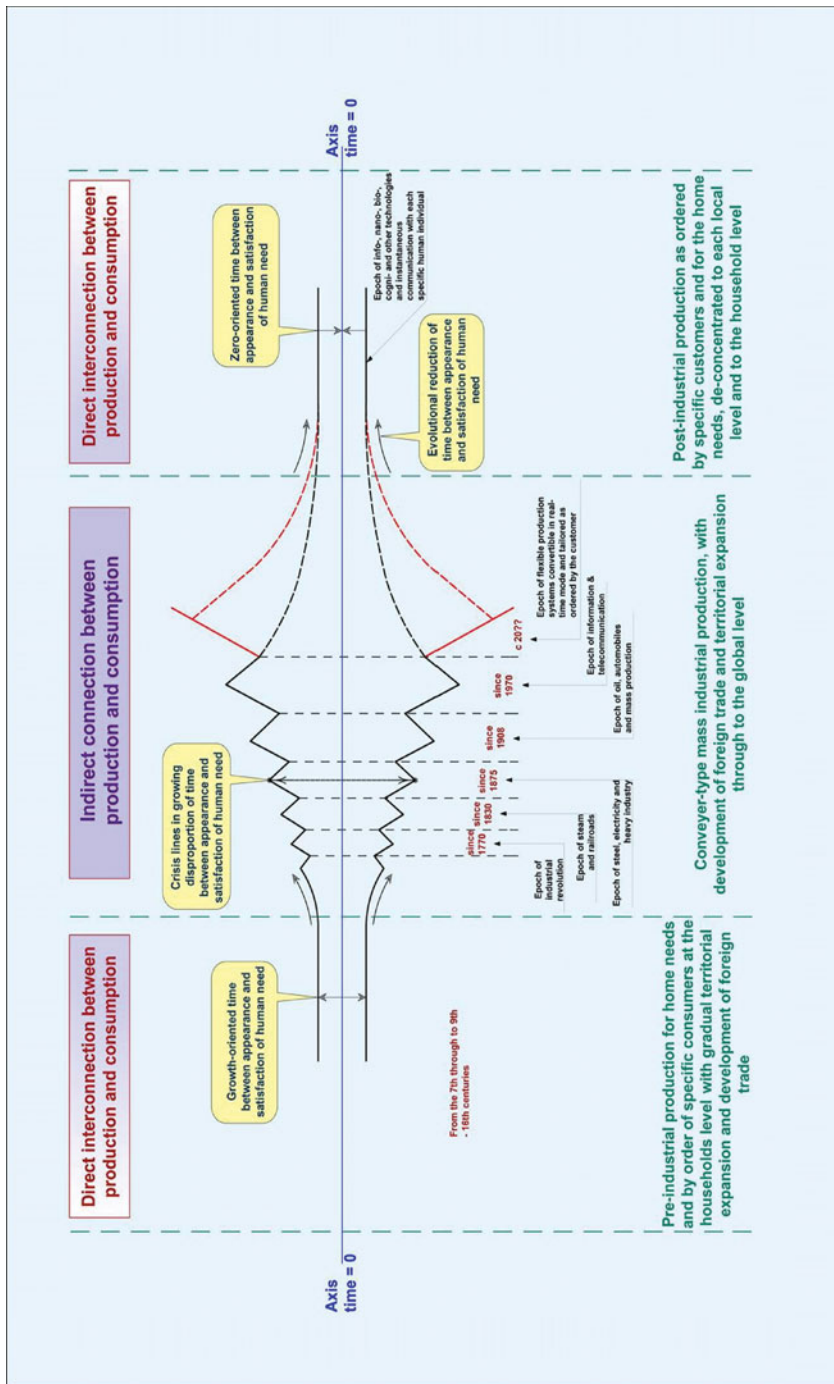 Direct interconnection between
production and consumption
Indirect connection between
production and consumption
Direct interconnection between
production and consumption
Growth-oriented time
between appearance and
satisfaction of human need
Crisis lines in growing
disproportion of time
between appearance and
satisfaction of human need
Zero-oriented time between
appearance and satisfaction
of human need
Axis
time = 0
Axis
time = 0
Epoch of info-, nano-, bio-,
cogni- and other technologies
and instantaneous
communication with each
specific human individual
Evolutional reduction of
time between appearance
and satisfaction of human
need
From the 7th through to 9th
- 16th centuries
since
1770
since
1830
since
1875
since
1908
since
1970
c 20??
Epoch of
industrial
revolution
Epoch of steam
and railroads
Epoch of steel, electricity and
heavy industry
Epoch of oil, automobiles
and mass production
Epoch of information &
telecommunication
Epoch of flexible production
systems convertible in real-
time mode and tailored as
ordered by the customer
Pre-industrial production for home needs
and by order of specific consumers at the
households level with gradual territorial
expansion and development of foreign
trade
Conveyer-type mass industrial production, with
development of foreign trade and territorial expansion
through to the global level
Post-industrial production as ordered
by specific customers and for the home
needs, de-concentrated to each local
level and to the household level